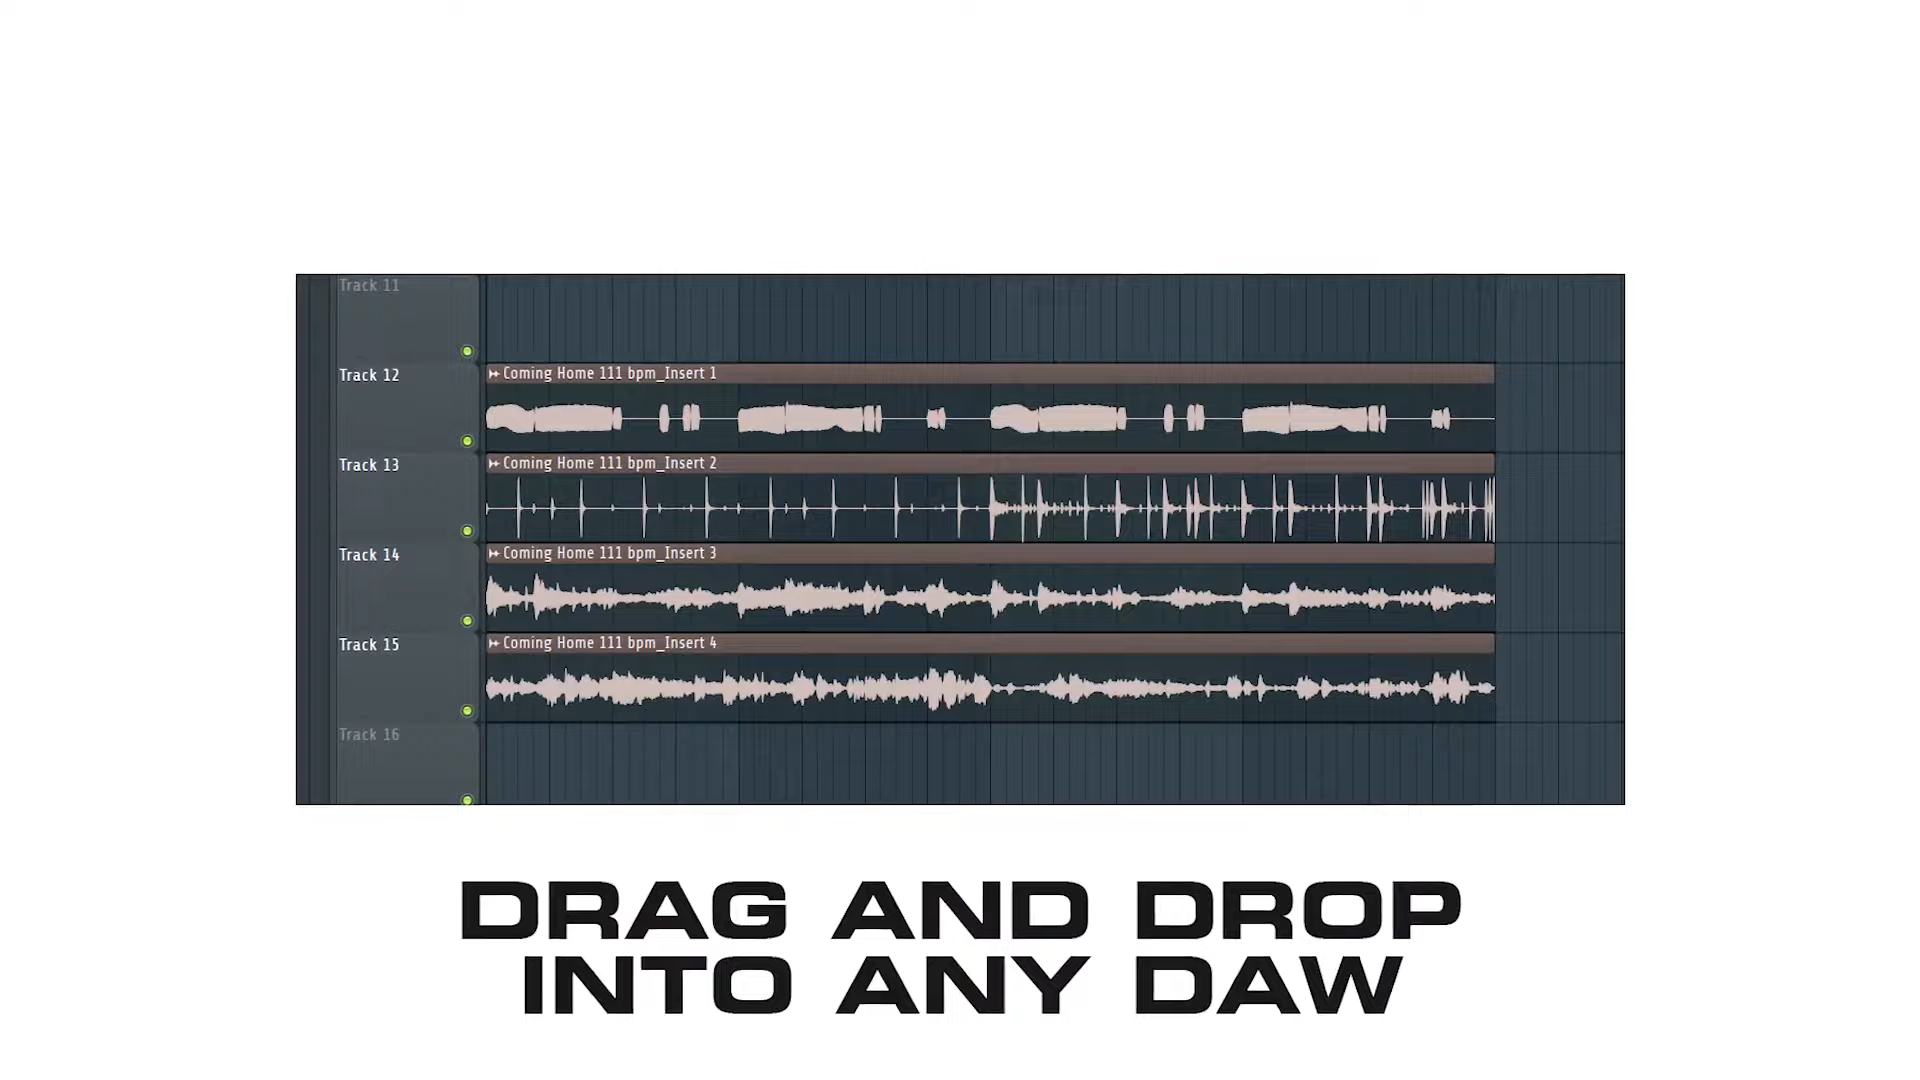 Track 11
Track 12
Coming Home 111 bpm_Insert 1
Track 13
Coming Home 111 bpm_Insert 2
Track 14
Coming Home 111 bpm_Insert 3
Track 15
Coming Home 111 bpm_Insert 4
Track 16
DRAG AND DROP
INTO ANY DAW